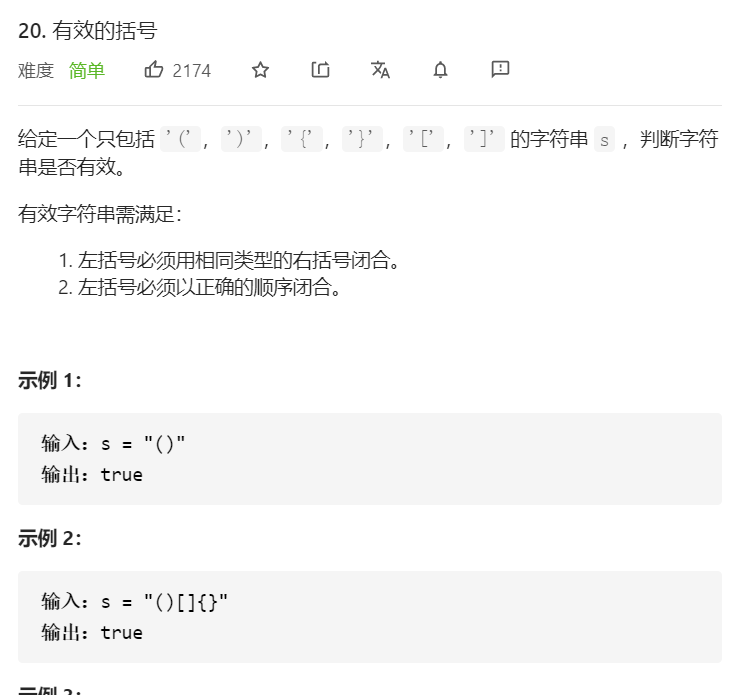 20. 有效的括号
难度 简单 2174
给定一个只包括 '(', ')', '{', '}', '[', ']' 的字符串 s ，判断字符
串是否有效。
有效字符串需满足：
1. 左括号必须用相同类型的右括号闭合。
2. 左括号必须以正确的顺序闭合。
示例 1：
输入：s = "()"
输出：true
示例 2：
输入：s = "()[]{}"
输出：true
示例 3：